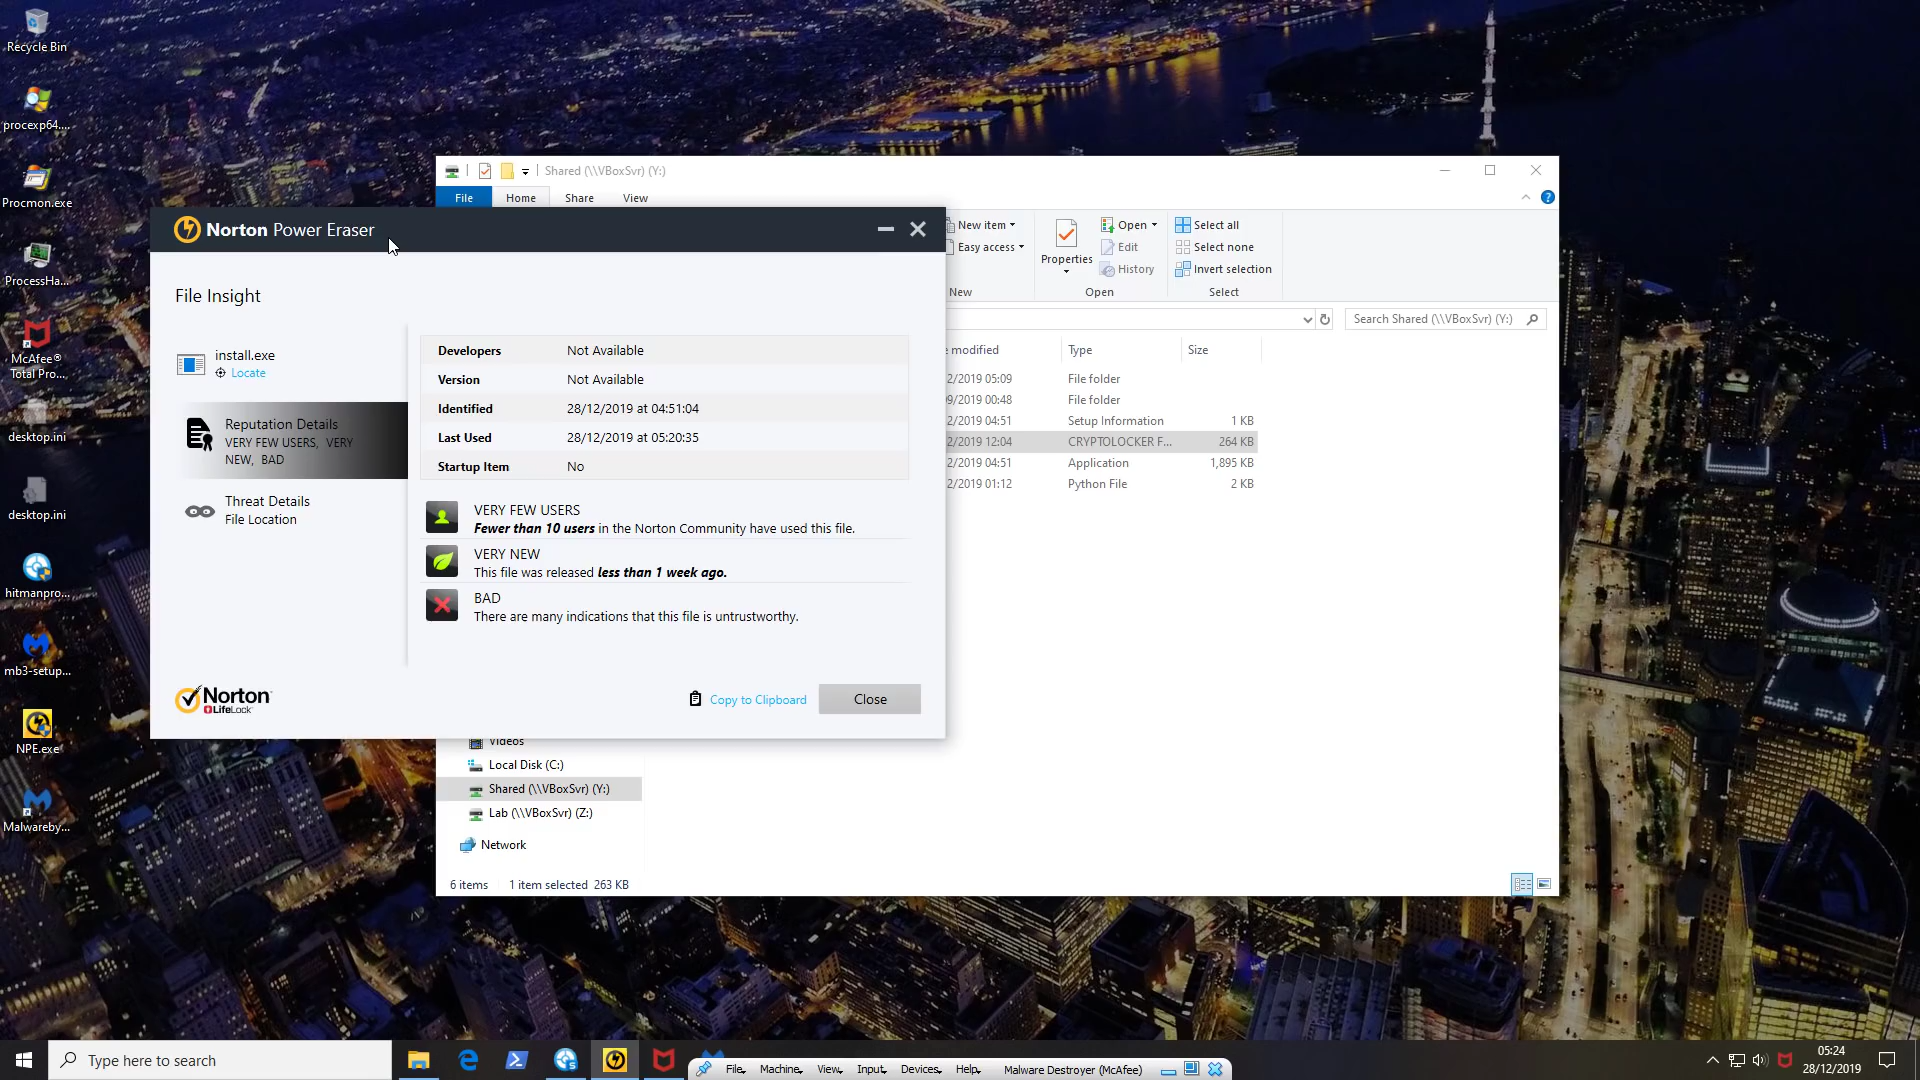 Recycle Bin
procexp64....
Procmon.exe
ProcessHa...
McAfee®
Total Pro...
desktop.ini
desktop.ini
hitmanpro...
mb3-setup...
NPE.exe
Malwareby...
Shared (\\VBoxSvr) (Y:)
File
Home
Share
View
New item
Easy access
New
Properties
Open
Edit
History
Open
Select all
Select none
Invert selection
Select
Search Shared (\\VBoxSvr) (Y:)
e modified
Type
Size
2/2019 05:09 File folder
9/2019 00:48 File folder
2/2019 04:51 Setup Information 1 KB
2/2019 12:04 CRYPTOLOCKER F... 264 KB
2/2019 04:51 Application 1,895 KB
2/2019 01:12 Python File 2 KB
Norton Power Eraser
File Insight
install.exe
Locate
Reputation Details
VERY FEW USERS, VERY
NEW, BAD
Threat Details
File Location
Developers Not Available
Version Not Available
Identified 28/12/2019 at 04:51:04
Last Used 28/12/2019 at 05:20:35
Startup Item No
VERY FEW USERS
Fewer than 10 users in the Norton Community have used this file.
VERY NEW
This file was released less than 1 week ago.
BAD
There are many indications that this file is untrustworthy.
Norton
LifeLock
Copy to Clipboard
Close
Videos
Local Disk (C:)
Shared (\\VBoxSvr) (Y:)
Lab (\\VBoxSvr) (Z:)
Network
6 items 1 item selected 263 KB
Type here to search
File
Machine
View
Input
Devices
Help
Malware Destroyer (McAfee)
05:24
28/12/2019